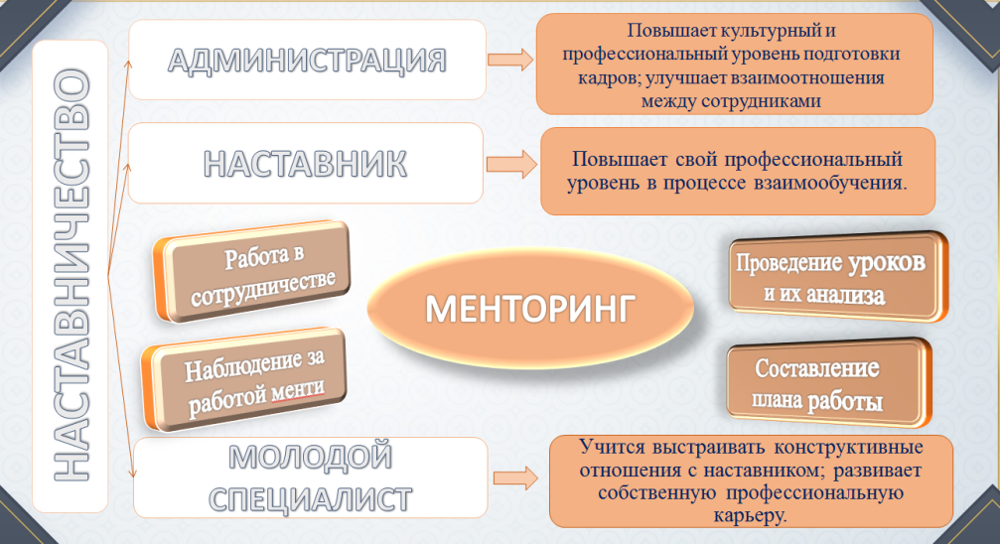 НАСТАВНИЧЕСТВО
АДМИНИСТРАЦИЯ
Повышает культурный и
профессиональный уровень подготовки
кадров; улучшает взаимоотношения
между сотрудниками
НАСТАВНИК
Повышает свой профессиональный
уровень в процессе взаимообучения.
Работа в
сотрудничестве
Наблюдение за
работой менти
МЕНТОРИНГ
Проведение уроков
и их анализа
Составление
плана работы
МОЛОДОЙ
СПЕЦИАЛИСТ
Учится выстраивать конструктивные
отношения с наставником; развивает
собственную профессиональную
карьеру.